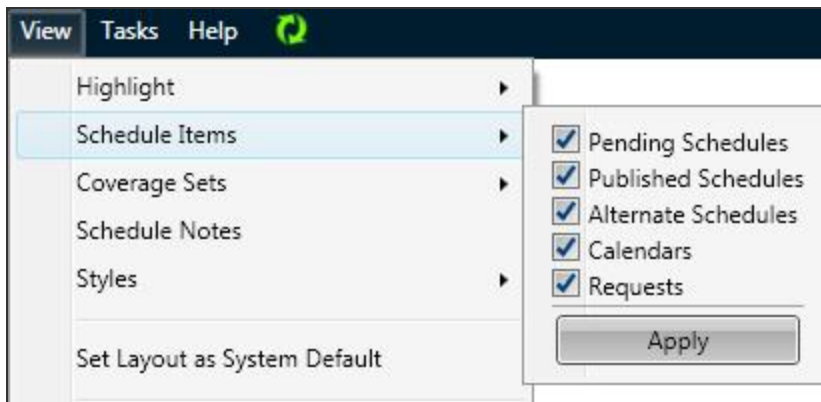 View Tasks Help
Highlight
Schedule Items
Coverage Sets
Schedule Notes
Styles
Set Layout as System Default
Pending Schedules
Published Schedules
Alternate Schedules
Calendars
Requests
Apply